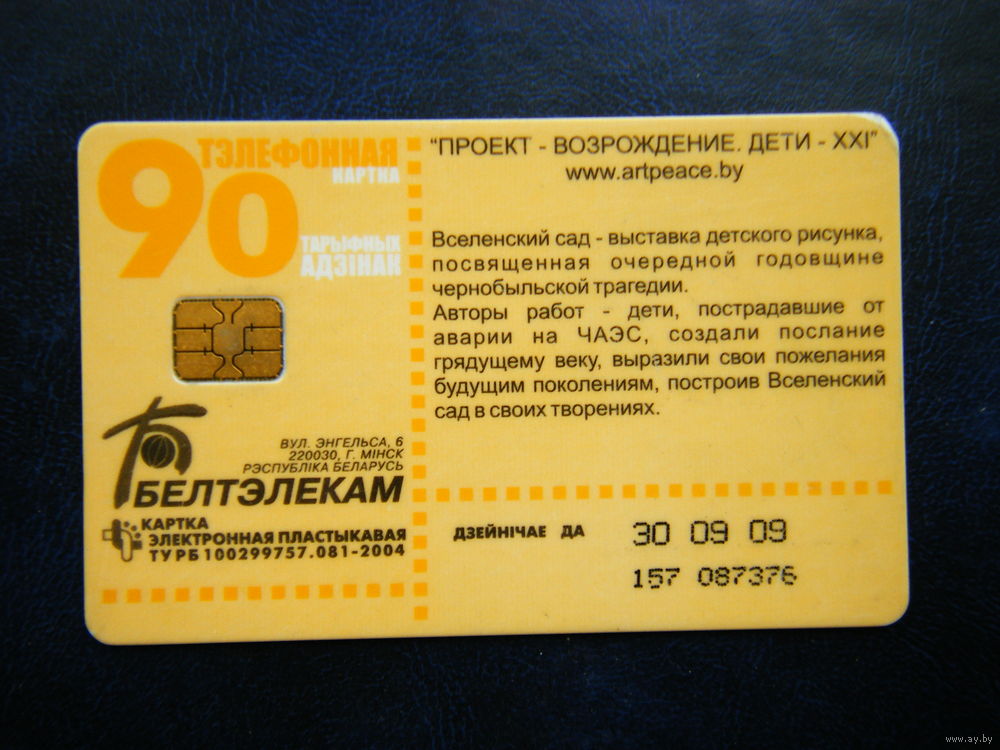 90
ТЭЛЕФОННАЯ
КАРТКА
ТАРЫФНЫХ
АДЗІНАК
"ПРОЕКТ - ВОЗРОЖДЕНИЕ. ДЕТИ - XXI"
www.artpeace.by
Вселенский сад - выставка детского рисунка,
посвященная очередной годовщине
чернобыльской трагедии.
Авторы работ - дети, пострадавшие от
аварии на ЧАЭС, создали послание
грядущему веку, выразили свои пожелания
будущим поколениям, построив Вселенский
сад в своих творениях.
ВУЛ. ЭНГЕЛЬСА, 6
220030, Г. МІНСК
РЭСПУБЛІКА БЕЛАРУСЬ
БЕЛТЭЛЕКАМ
КАРТКА
ЭЛЕКТРОННАЯ ПЛАСТЫКАВАЯ
ТУ РБ 100299757.081-2004
ДЗЕЙНІЧАЕ ДА 30 09 09
157 087376
www.ay.by